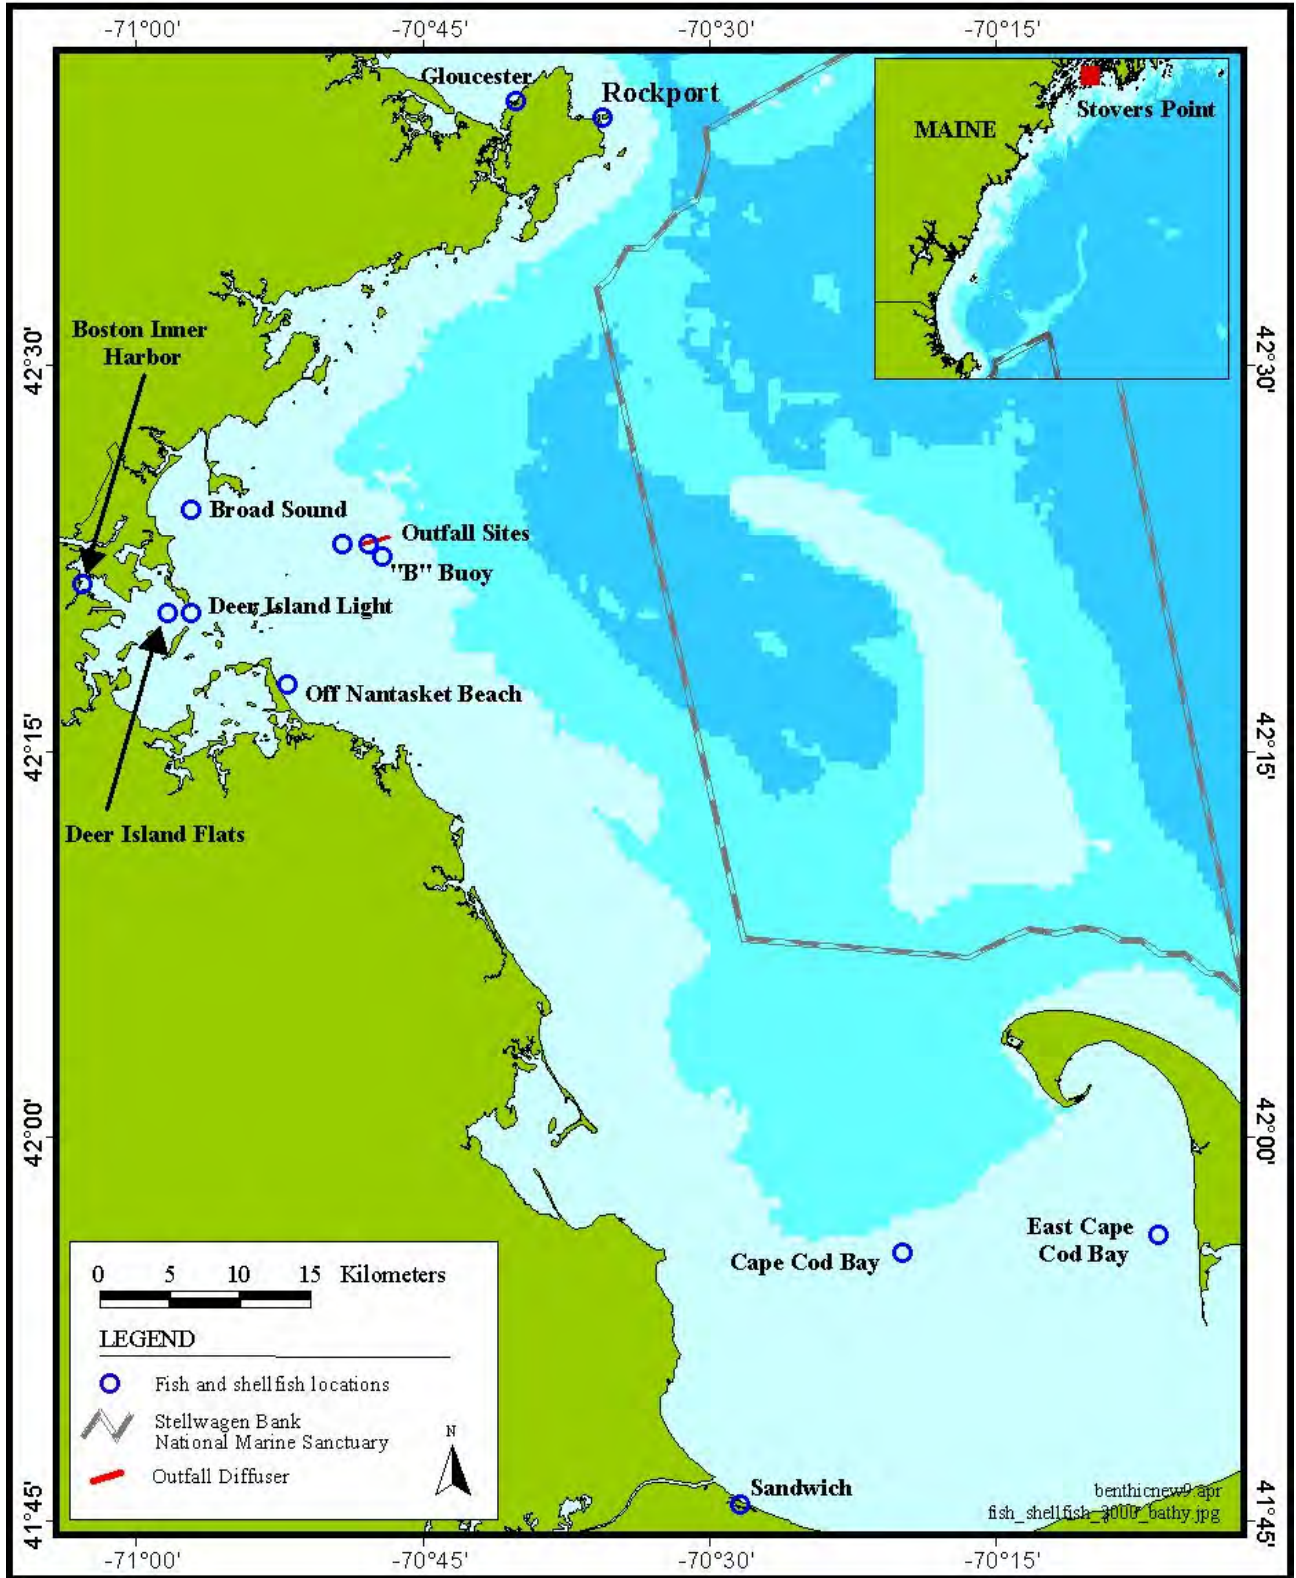 -71°00'
-70°45'
-70°30'
-70°15'
Gloucester
Rockport
Stovers Point
MAINE
42°30'
42°30'
Boston Inner
Harbor
Broad Sound
Outfall Sites
"B" Buoy
Deer Island Light
Off Nantasket Beach
42°15'
42°15'
Deer Island Flats
42°00'
42°00'
East Cape
Cod Bay
Cape Cod Bay
0 5 10 15 Kilometers
LEGEND
Fish and shellfish locations
Stellwagen Bank
National Marine Sanctuary
Outfall Diffuser
N
Sandwich
benthicnew9.apr
fish_shellfish_2000_bathy.jpg
41°45'
41°45'
-71°00'
-70°45'
-70°30'
-70°15'